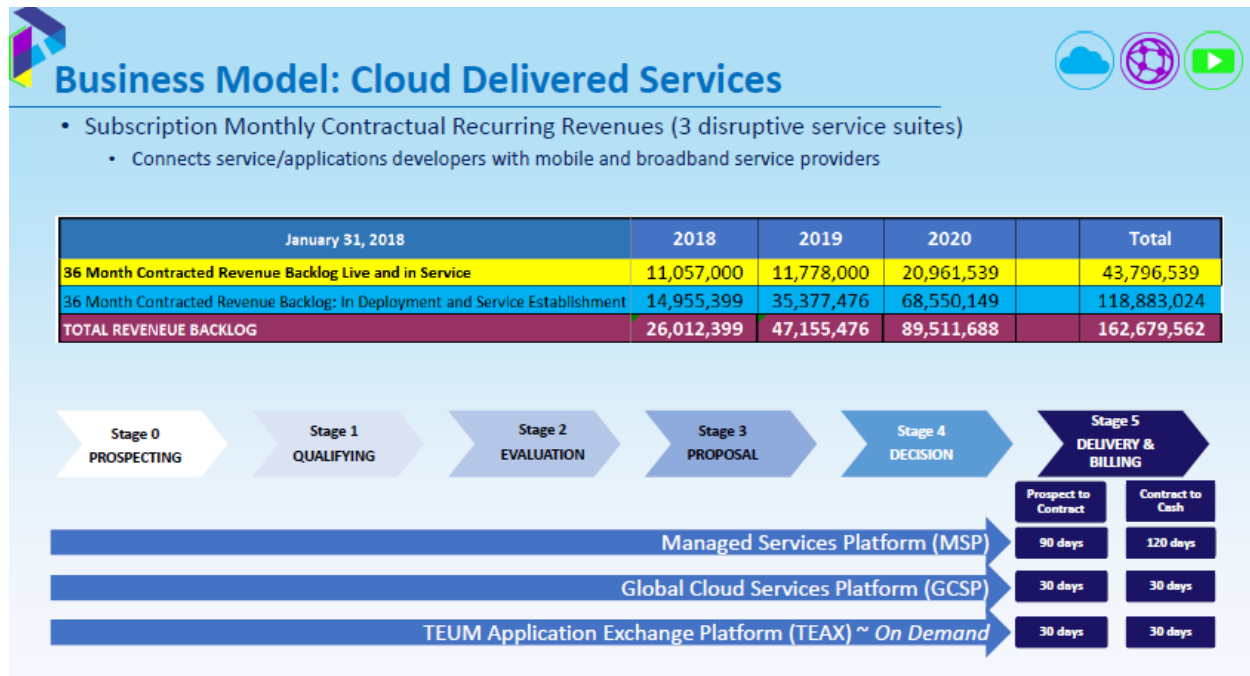 Business Model: Cloud Delivered Services
• Subscription Monthly Contractual Recurring Revenues (3 disruptive service suites)
• Connects service/applications developers with mobile and broadband service providers
January 31, 2018 2018 2019 2020 Total
36 Month Contracted Revenue Backlog Live and in Service 11,057,000 11,778,000 20,961,539 43,796,539
36 Month Contracted Revenue Backlog: In Deployment and Service Establishment 14,955,399 35,377,476 68,550,149 118,883,024
TOTAL REVENEUE BACKLOG 26,012,399 47,155,476 89,511,688 162,679,562
Stage 0
PROSPECTING
Stage 1
QUALIFYING
Stage 2
EVALUATION
Stage 3
PROPOSAL
Stage 4
DECISION
Stage 5
DELIVERY &
BILLING
Prospect to
Contract
Contract to
Cash
Managed Services Platform (MSP) 90 days 120 days
Global Cloud Services Platform (GCSP) 30 days 30 days
TEUM Application Exchange Platform (TEAX) ~ On Demand 30 days 30 days